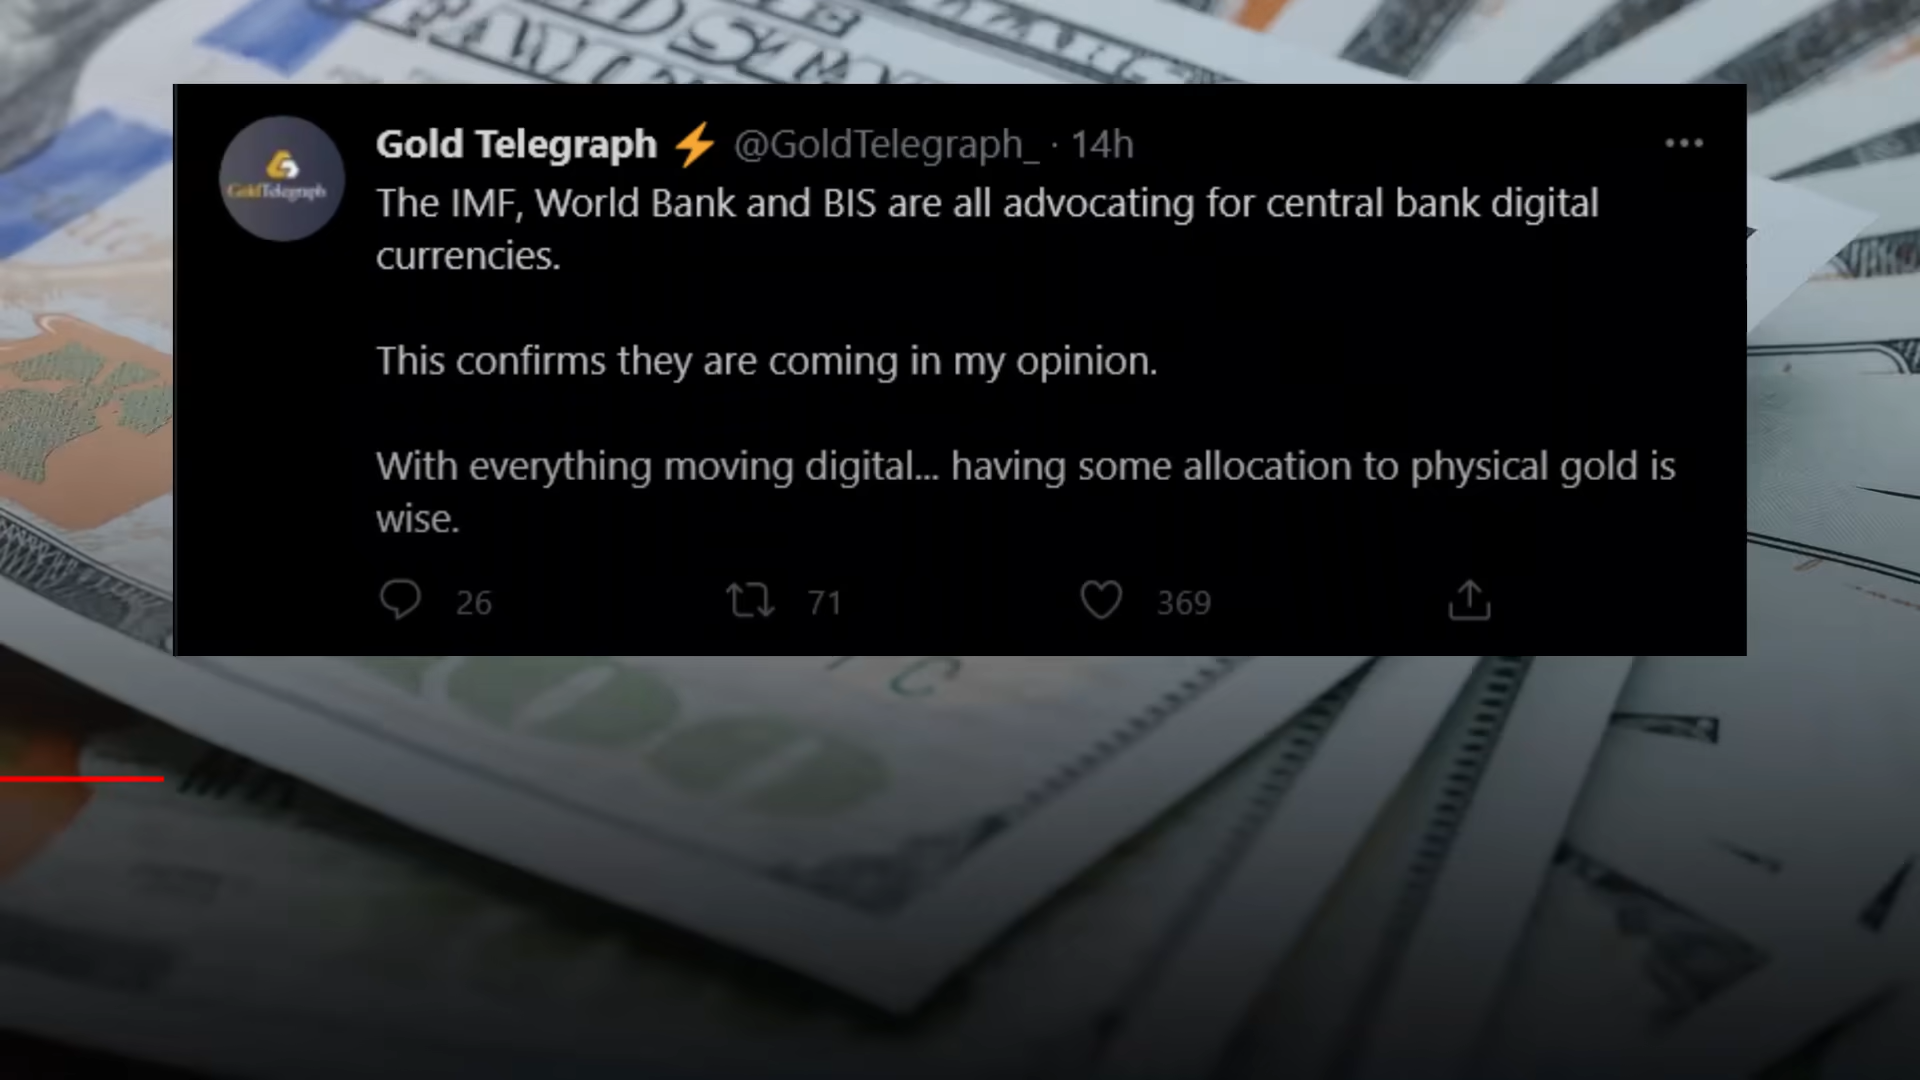 Gold Telegraph⚡ @GoldTelegraph_ · 14h
GoldTelegraph
The IMF, World Bank and BIS are all advocating for central bank digital
currencies.
This confirms they are coming in my opinion.
With everything moving digital... having some allocation to physical gold is
wise.
26 71 369